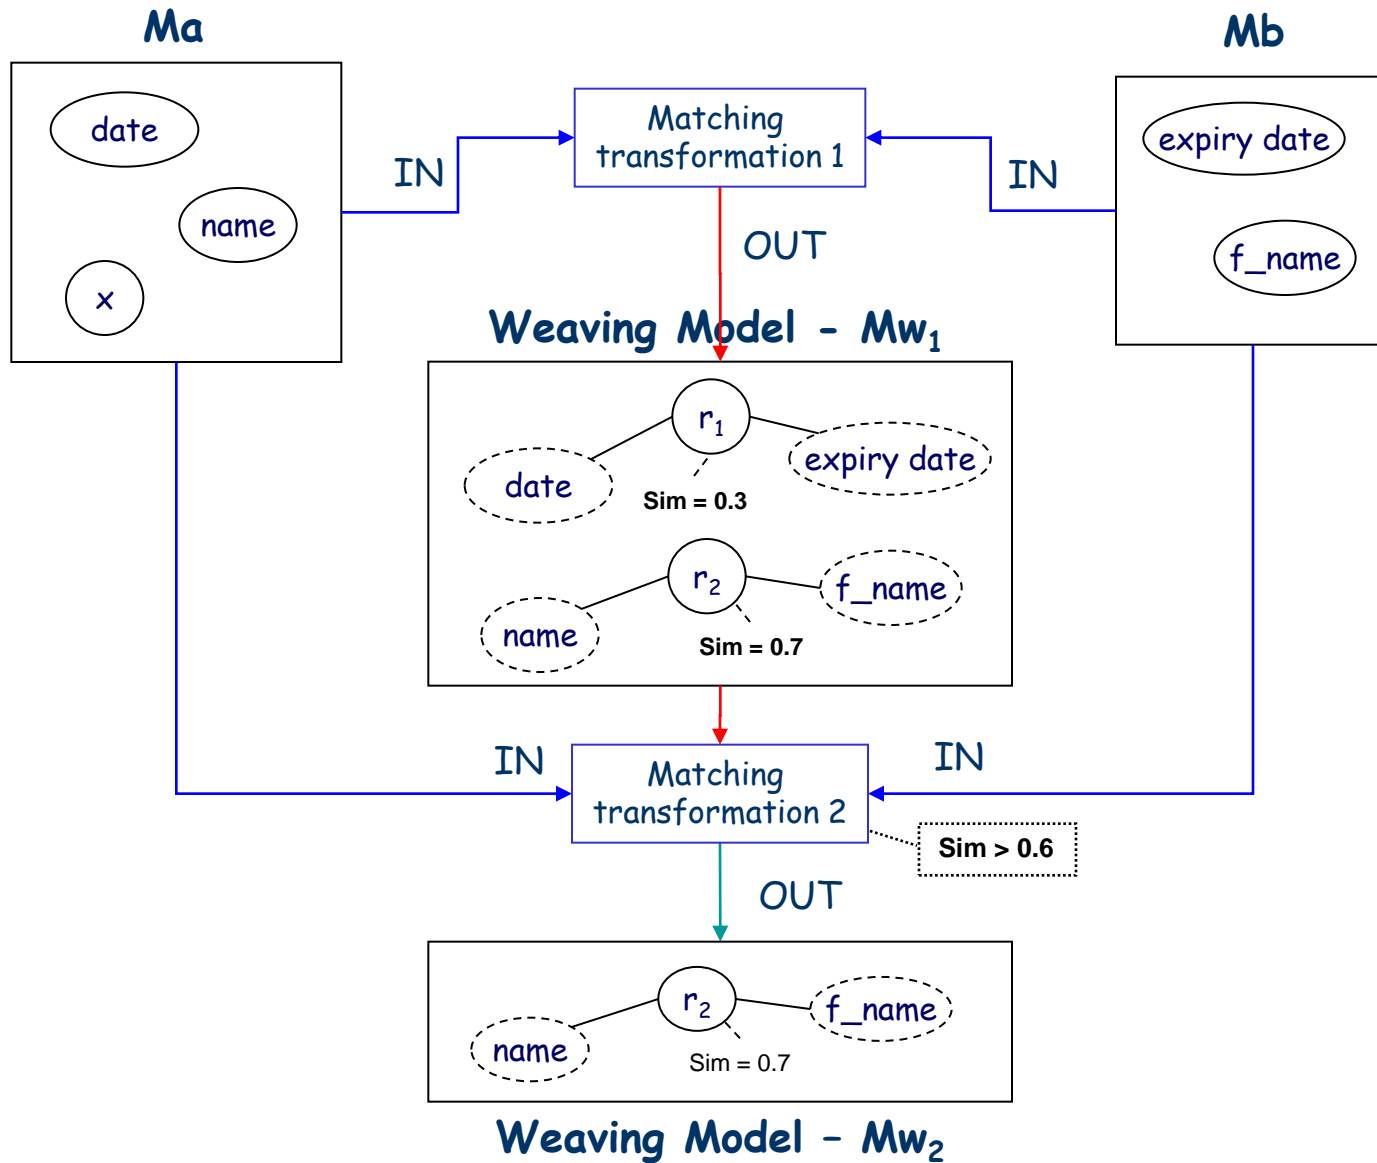 Ma
Mb
date
name
x
IN
Matching
transformation 1
IN
expiry date
f_name
OUT
Weaving Model - Mw₁
r₁
date
expiry date
Sim = 0.3
r₂
name
f_name
Sim = 0.7
IN
Matching
transformation 2
IN
Sim > 0.6
OUT
r₂
name
f_name
Sim = 0.7
Weaving Model - Mw₂